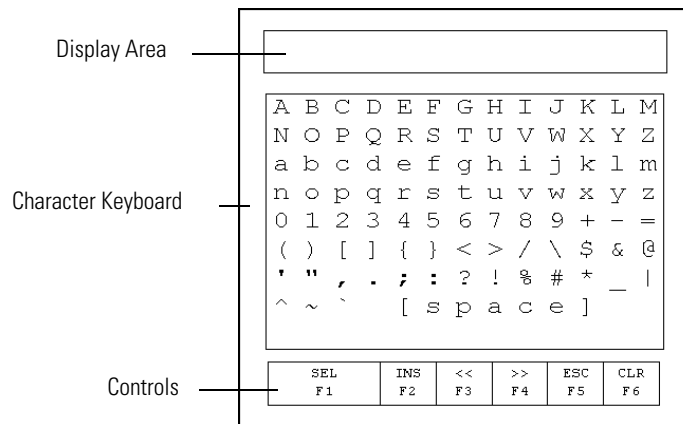 Display Area
A B C D E F G H I J K L M
N O P Q R S T U V W X Y Z
a b c d e f g h i j k l m
n o p q r s t u v w x y z
Character Keyboard
0 1 2 3 4 5 6 7 8 9 + - =
( ) [ ] { } < > / \ $ & @
' " , . ; : ? ! % # * _ |
^ ~ ` [ s p a c e ]
Controls
SEL INS << >> ESC CLR
F1 F2 F3 F4 F5 F6